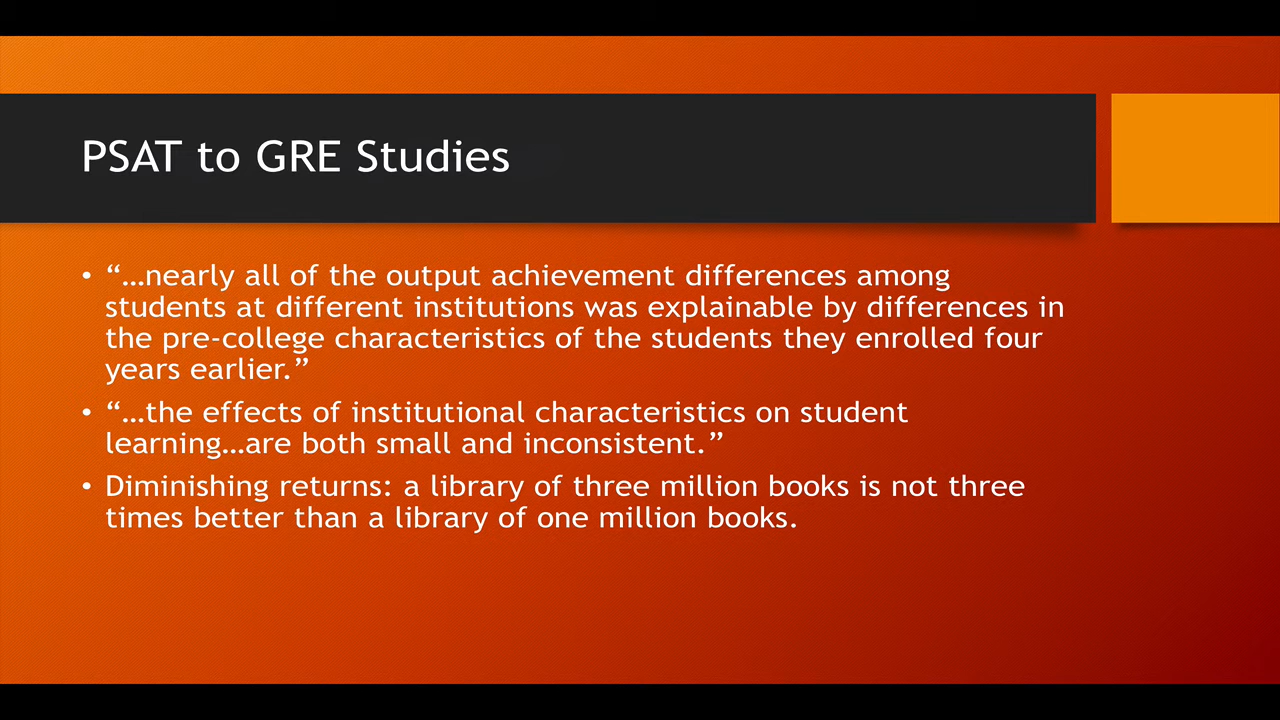 PSAT to GRE Studies
• “…nearly all of the output achievement differences among
students at different institutions was explainable by differences in
the pre-college characteristics of the students they enrolled four
years earlier.”
• “…the effects of institutional characteristics on student
learning…are both small and inconsistent.”
• Diminishing returns: a library of three million books is not three
times better than a library of one million books.